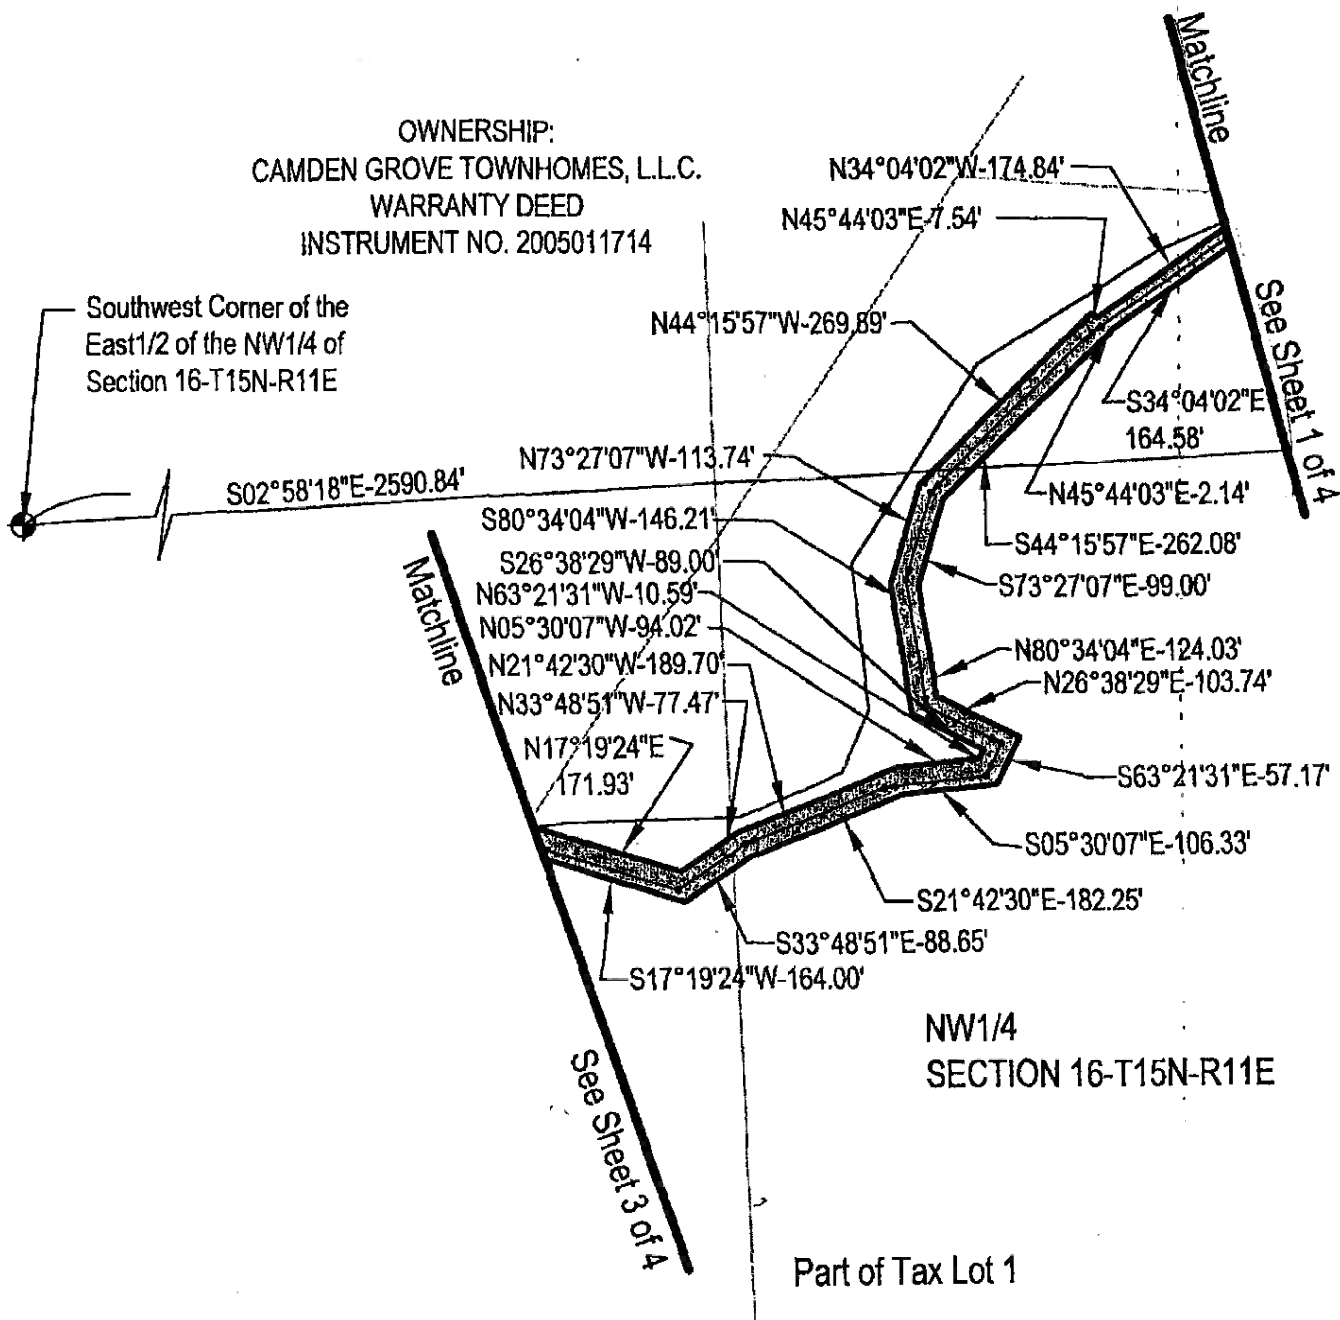 OWNERSHIP:
CAMDEN GROVE TOWNHOMES, L.L.C.
WARRANTY DEED
INSTRUMENT NO. 2005011714
Southwest Corner of the
East1/2 of the NW1/4 of
Section 16-T15N-R11E
S02°58'18"E-2590.84'
Matchline
See Sheet 1 of 4
N34°04'02"W-174.84'
N45°44'03"E-7.54'
N44°15'57"W-269.89'
S34°04'02"E
164.58'
N73°27'07"W-113.74'
N45°44'03"E-2.14'
S80°34'04"W-146.21'
S44°15'57"E-262.08'
S26°38'29"W-89.00'
S73°27'07"E-99.00'
N63°21'31"W-10.59'
N05°30'07"W-94.02'
N80°34'04"E-124.03'
N21°42'30"W-189.70'
N26°38'29"E-103.74'
N33°48'51"W-77.47'
N17°19'24"E
171.93'
S63°21'31"E-57.17'
S05°30'07"E-106.33'
S21°42'30"E-182.25'
S33°48'51"E-88.65'
S17°19'24"W-164.00'
Matchline
See Sheet 3 of 4
NW1/4
SECTION 16-T15N-R11E
Part of Tax Lot 1